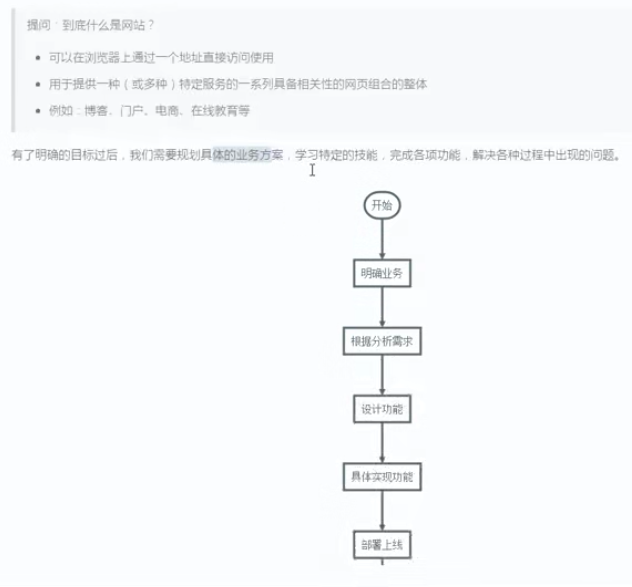 提问：到底什么是网站？
可以在浏览器上通过一个地址直接访问使用
用于提供一种（或多种）特定服务的一系列具备相关性的网页组合的整体
例如：博客、门户、电商、在线教育等
有了明确的目标过后，我们需要规划具体的业务方案，学习特定的技能，完成各项功能，解决各种过程中出现的问题。
开始
明确业务
根据分析需求
设计功能
具体实现功能
部署上线